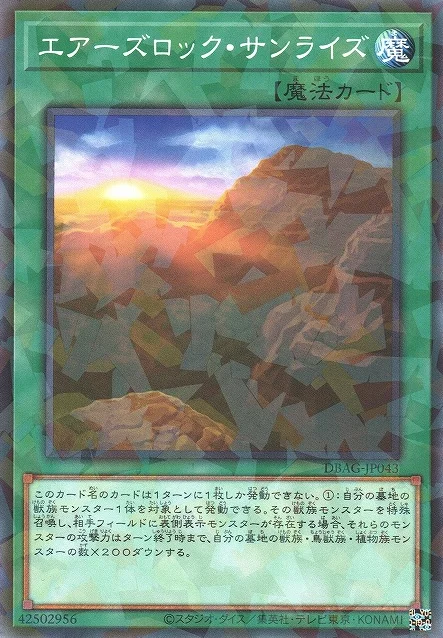 エアーズロック・サンライズ 魔
【魔法カード】
DBAG-JP043
このカード名のカードは1ターンに1枚しか発動できない。①：自分の墓地の
獣族モンスター1体を対象として発動できる。その獣族モンスターを特殊
召喚し、相手フィールドに表側表示モンスターが存在する場合、それらのモン
スターの攻撃力はターン終了時まで、自分の墓地の獣族・鳥獣族・植物族モン
スターの数×200ダウンする。
42502956 ©スタジオ・ダイス／集英社・テレビ東京・KONAMI